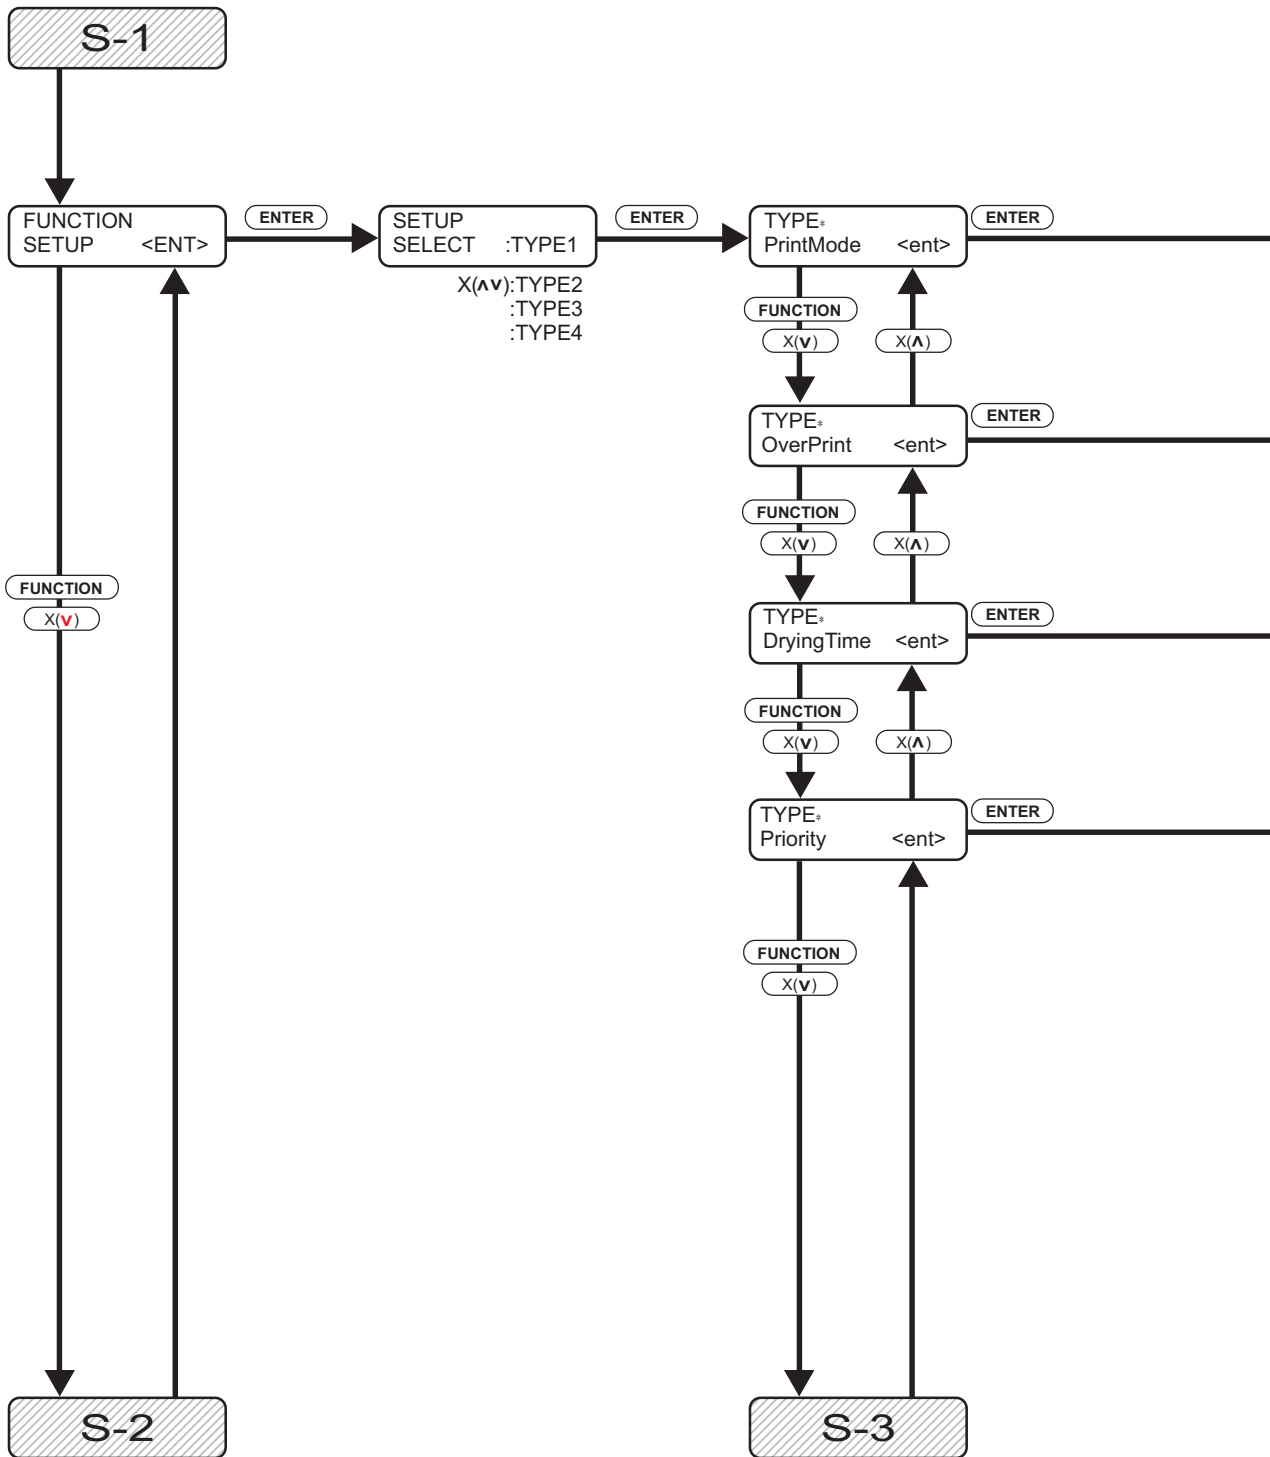 S-1
FUNCTION
SETUP <ENT>
ENTER
SETUP
SELECT :TYPE1
X(∧∨):TYPE2
:TYPE3
:TYPE4
ENTER
TYPE*
PrintMode <ent>
ENTER
FUNCTION
X(∨)
X(∧)
TYPE*
OverPrint <ent>
ENTER
FUNCTION
X(∨)
X(∧)
TYPE*
DryingTime <ent>
ENTER
FUNCTION
X(∨)
FUNCTION
X(∨)
X(∧)
TYPE*
Priority <ent>
ENTER
FUNCTION
X(∨)
S-2
S-3